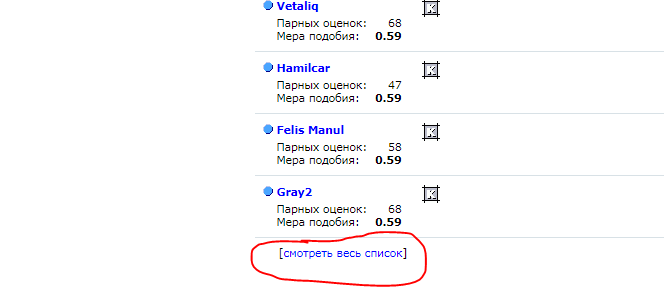 Vetaliq
Парных оценок: 68
Мера подобия: 0.59
Hamilcar
Парных оценок: 47
Мера подобия: 0.59
Felis Manul
Парных оценок: 58
Мера подобия: 0.59
Gray2
Парных оценок: 68
Мера подобия: 0.59
[смотреть весь список]